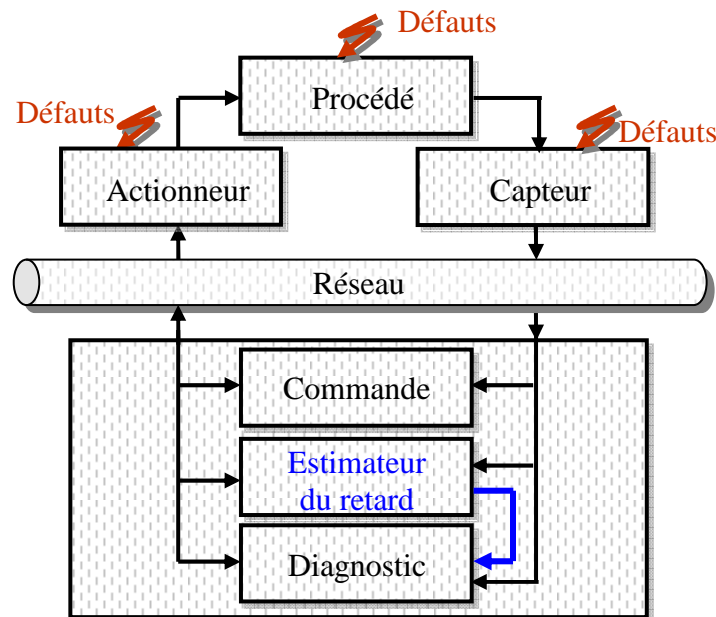 Défauts
Procédé
Défauts
Défauts
Actionneur
Capteur
Réseau
Commande
Estimateur
du retard
Diagnostic